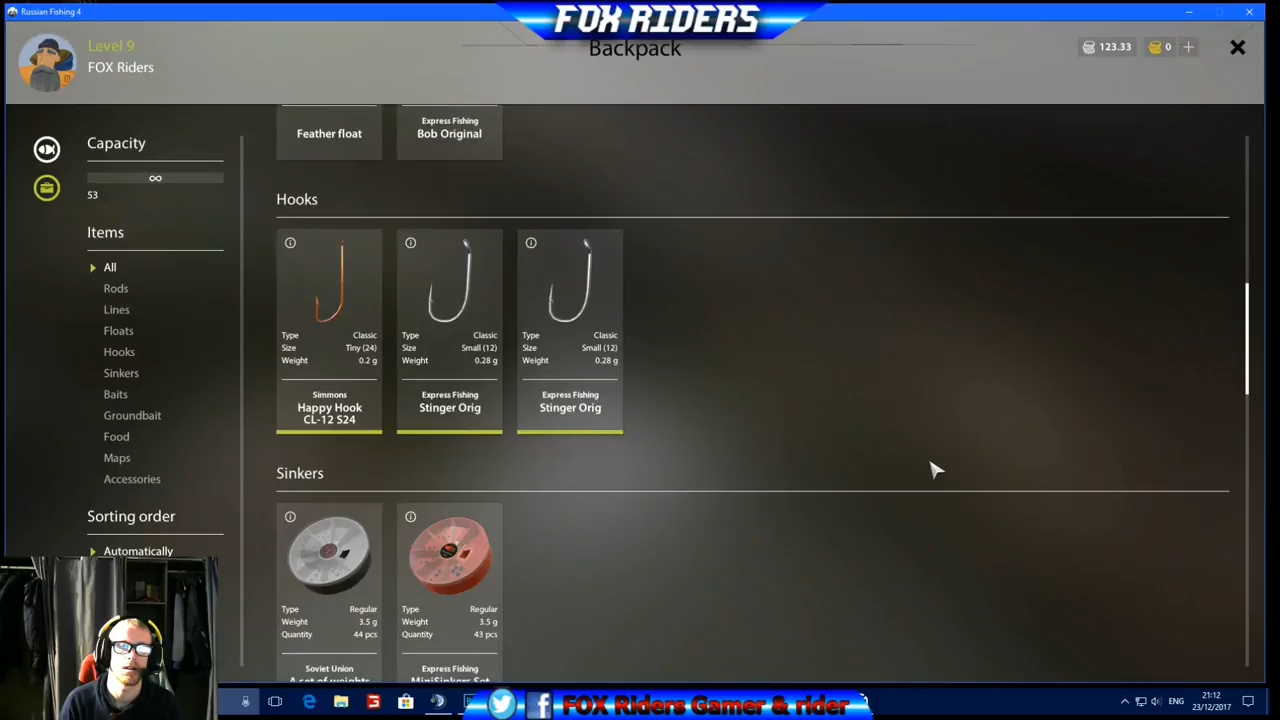 Russian Fishing 4
FOX RIDERS
Level 9
FOX Riders
Backpack
123.33
0
Capacity
∞
53
Items
All
Rods
Lines
Floats
Hooks
Sinkers
Baits
Groundbait
Food
Maps
Accessories
Sorting order
Automatically
Feather float
Express Fishing
Bob Original
Hooks
Type Classic
Size Tiny (24)
Weight 0.2 g
Simmons
Happy Hook
CL-12 S24
Type Classic
Size Small (12)
Weight 0.28 g
Express Fishing
Stinger Orig
Type Classic
Size Small (12)
Weight 0.28 g
Express Fishing
Stinger Orig
Sinkers
Type Regular
Weight 3.5 g
Quantity 44 pcs
Soviet Union
A set of weights
Type Regular
Weight 3.5 g
Quantity 43 pcs
Express Fishing
MiniSinkers Set
FOX Riders Gamer & rider
ENG
21:12
23/12/2017